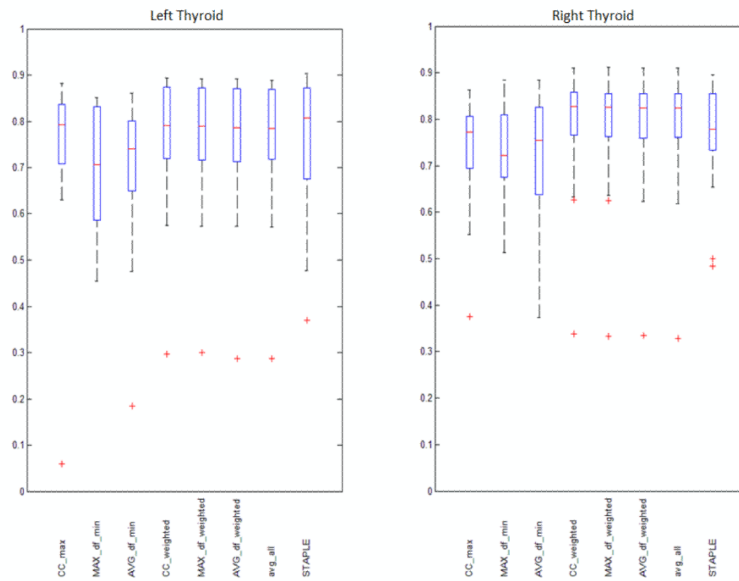 Left Thyroid
1
0.9
0.8
0.7
0.6
0.5
0.4
0.3
0.2
0.1
0
CC_max
MAX_df_min
AVG_df_min
CC_weighted
MAX_df_weighted
AVG_df_weighted
avg_all
STAPLE
Right Thyroid
1
0.9
0.8
0.7
0.6
0.5
0.4
0.3
0.2
0.1
0
CC_max
MAX_df_min
AVG_df_min
CC_weighted
MAX_df_weighted
AVG_df_weighted
avg_all
STAPLE